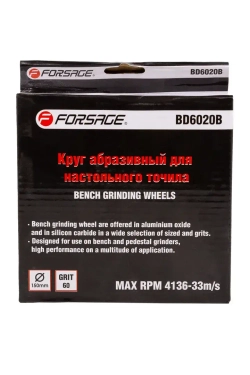 FORSAGE BD6020B
FORSAGE BD6020B
Круг абразивный для
настольного точила
BENCH GRINDING WHEELS
- Bench grinding wheel are offered in aluminium oxide
and in silicon carbide in a wide selection of sized and grits.
- Designed for use on bench and pedestal grinders,
high performance on a multitude of application.
150mm
GRIT
60
MAX RPM 4136-33m/s